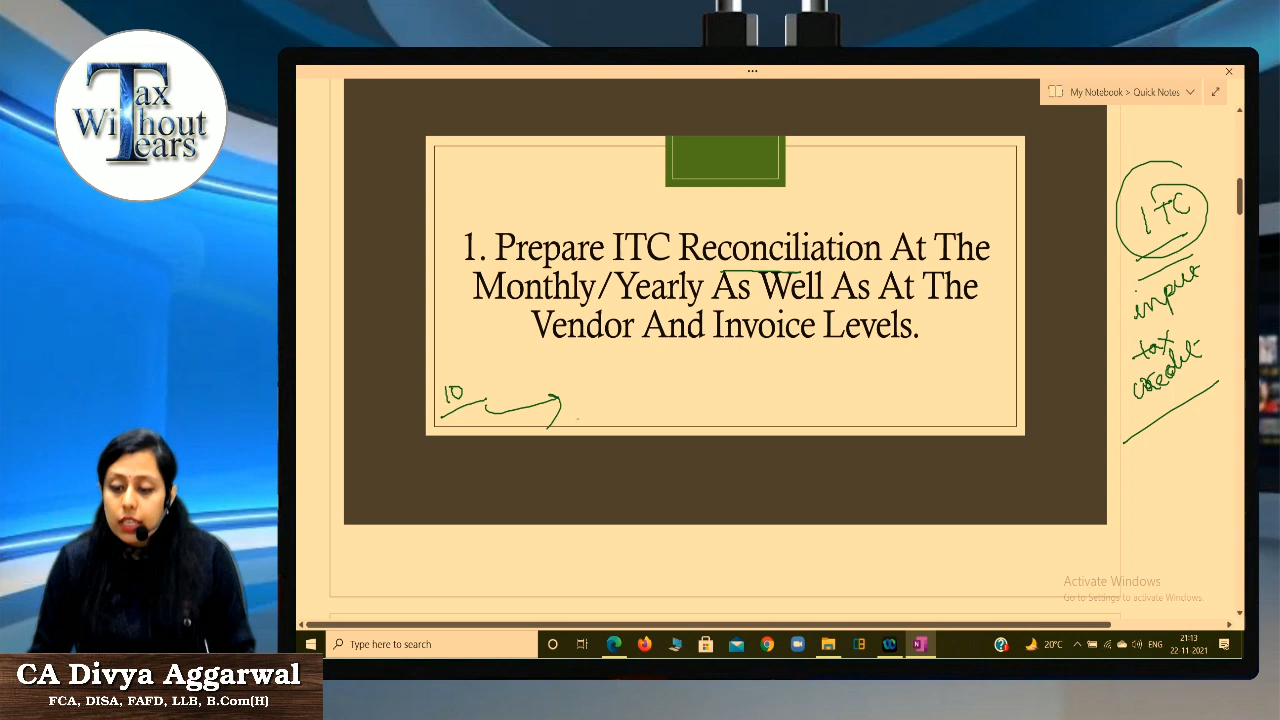 Tax
Without
Tears
My Notebook > Quick Notes
1. Prepare ITC Reconciliation At The
Monthly/Yearly As Well As At The
Vendor And Invoice Levels.
10
ITC
input
tax
credit
Activate Windows
Go to Settings to activate Windows.
Type here to search
20°C
ENG
21:13
22-11-2021
CA Divya Aggarwal
FCA, DISA, FAFD, LLB, B.Com(H)